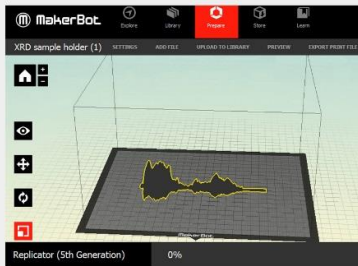 MakerBot.
Explore Library Prepare Store Learn
XRD sample holder (1) SETTINGS ADD FILE UPLOAD TO LIBRARY PREVIEW EXPORT PRINT FILE
+
−
MakerBot
Replicator (5th Generation) 0%